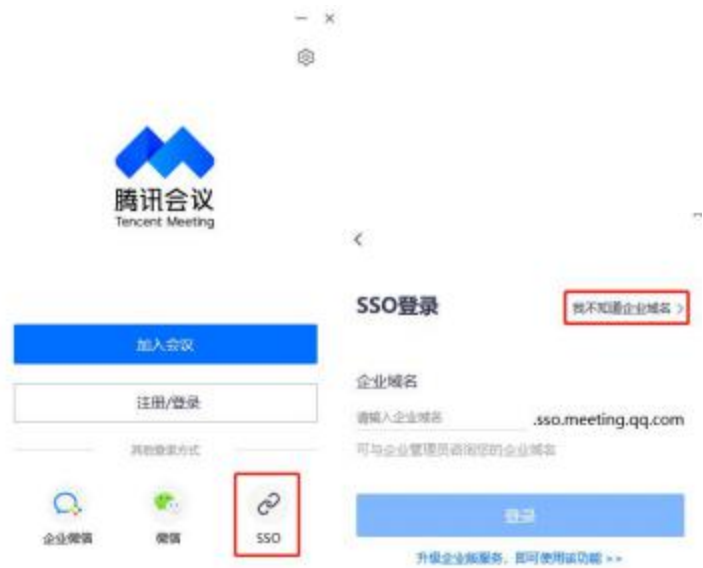 腾讯会议
Tencent Meeting
加入会议
注册/登录
其他登录方式
企业微信
微信
SSO
SSO登录
我不知道企业域名 >
企业域名
请输入企业域名
.sso.meeting.qq.com
可与企业管理员咨询您的企业域名
登录
升级企业版服务，即可使用该功能 >>